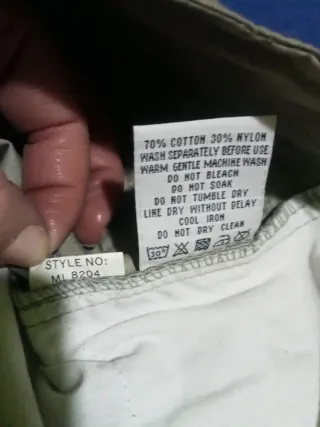 70% COTTON 30% NYLON
WASH SEPARATELY BEFORE USE
WARM GENTLE MACHINE WASH
DO NOT BLEACH
DO NOT SOAK
DO NOT TUMBLE DRY
LINE DRY WITHOUT DELAY
COOL IRON
DO NOT DRY CLEAN
30°
STYLE NO:
ML 8204